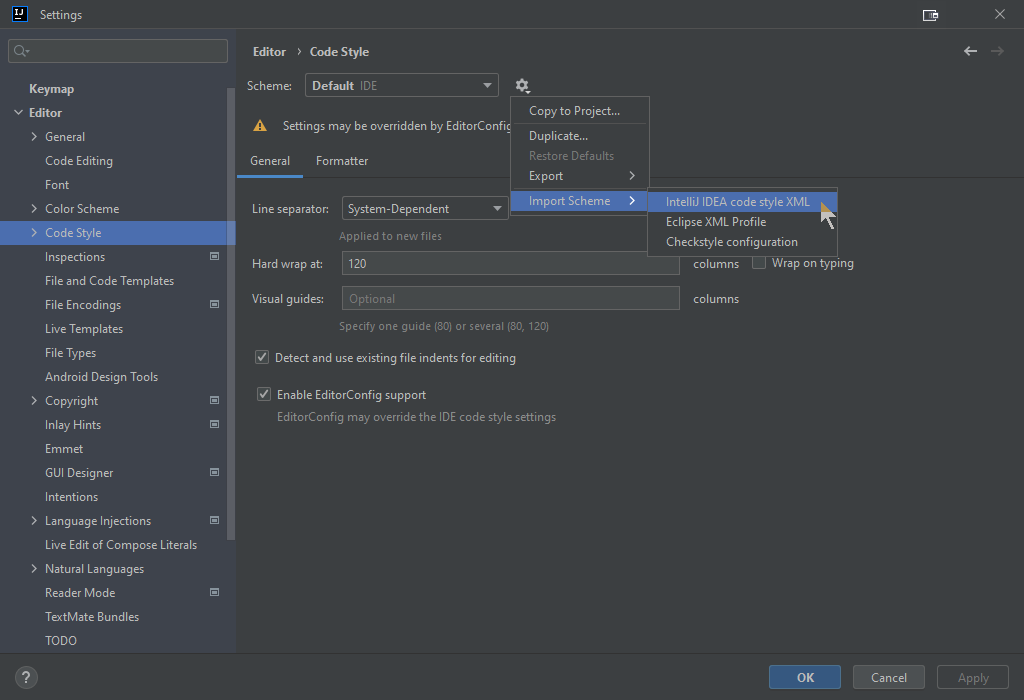 IJ Settings
Keymap
Editor
General
Code Editing
Font
Color Scheme
Code Style
Inspections
File and Code Templates
File Encodings
Live Templates
File Types
Android Design Tools
Copyright
Inlay Hints
Emmet
GUI Designer
Intentions
Language Injections
Live Edit of Compose Literals
Natural Languages
Reader Mode
TextMate Bundles
TODO
Editor › Code Style
Scheme: Default IDE
Settings may be overridden by EditorConfig
General Formatter
Copy to Project...
Duplicate...
Restore Defaults
Export
Import Scheme
IntelliJ IDEA code style XML
Eclipse XML Profile
Checkstyle configuration
Line separator: System-Dependent
Applied to new files
Hard wrap at: 120 columns Wrap on typing
Visual guides: Optional columns
Specify one guide (80) or several (80, 120)
Detect and use existing file indents for editing
Enable EditorConfig support
EditorConfig may override the IDE code style settings
? OK Cancel Apply